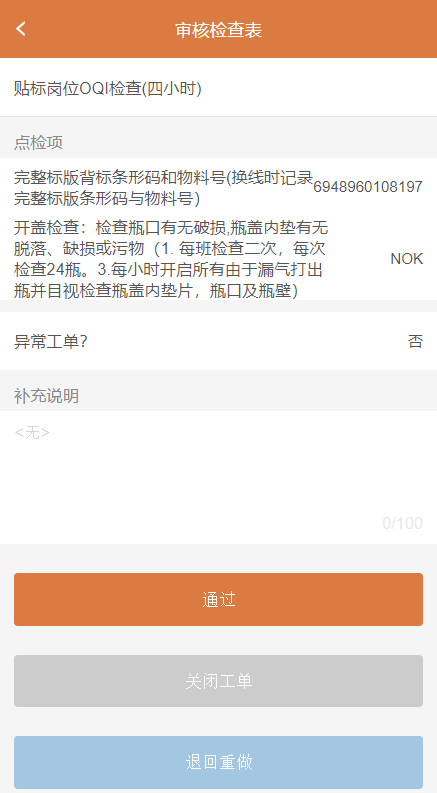 审核检查表
贴标岗位OQI检查(四小时)
点检项
完整标版背标条形码和物料号(换线时记录
完整标版条形码与物料号）
6948960108197
开盖检查：检查瓶口有无破损,瓶盖内垫有无
脱落、缺损或污物（1. 每班检查二次，每次
检查24瓶。3.每小时开启所有由于漏气打出
瓶并目视检查瓶盖内垫片，瓶口及瓶壁）
NOK
异常工单？
否
补充说明
<无>
0/100
通过
关闭工单
退回重做